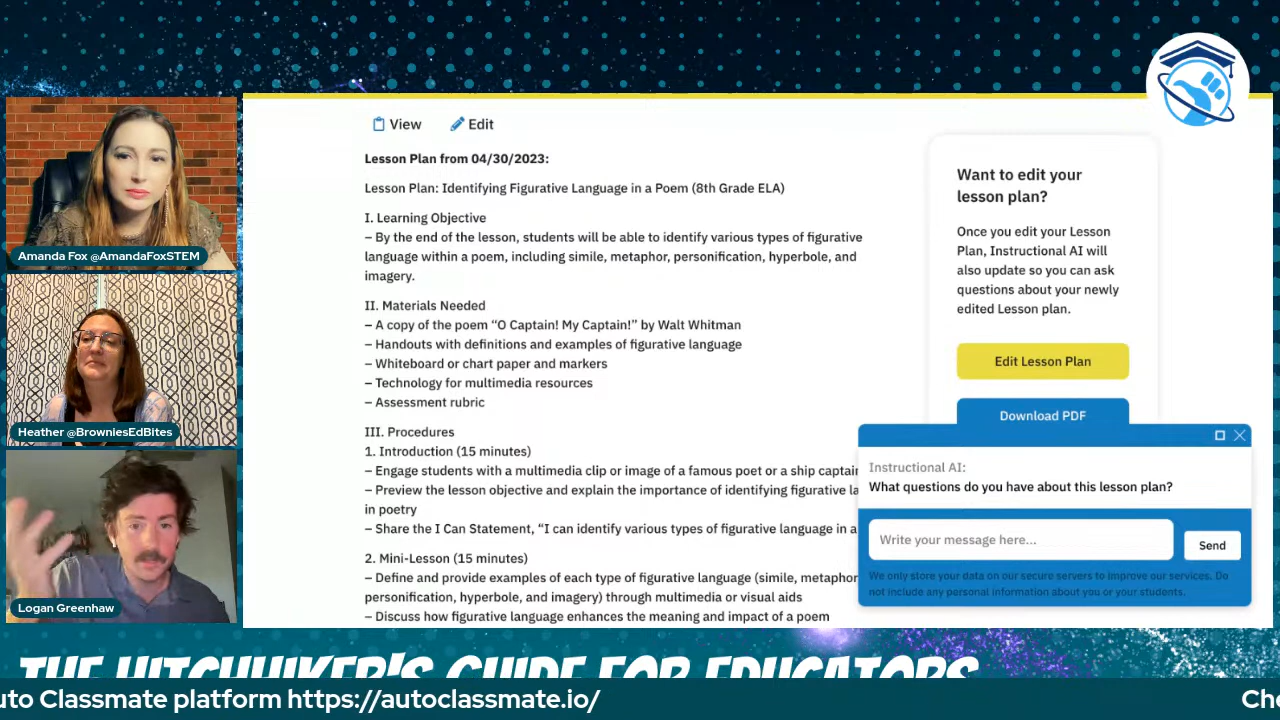 View
Edit
Lesson Plan from 04/30/2023:
Lesson Plan: Identifying Figurative Language in a Poem (8th Grade ELA)
I. Learning Objective
– By the end of the lesson, students will be able to identify various types of figurative
language within a poem, including simile, metaphor, personification, hyperbole, and
imagery.
II. Materials Needed
– A copy of the poem “O Captain! My Captain!” by Walt Whitman
– Handouts with definitions and examples of figurative language
– Whiteboard or chart paper and markers
– Technology for multimedia resources
– Assessment rubric
III. Procedures
1. Introduction (15 minutes)
– Engage students with a multimedia clip or image of a famous poet or a ship captain
– Preview the lesson objective and explain the importance of identifying figurative la
in poetry
– Share the I Can Statement, “I can identify various types of figurative language in a
2. Mini-Lesson (15 minutes)
– Define and provide examples of each type of figurative language (simile, metaphor
personification, hyperbole, and imagery) through multimedia or visual aids
– Discuss how figurative language enhances the meaning and impact of a poem
Want to edit your
lesson plan?
Once you edit your Lesson
Plan, Instructional AI will
also update so you can ask
questions about your newly
edited Lesson plan.
Edit Lesson Plan
Download PDF
Instructional AI:
What questions do you have about this lesson plan?
Write your message here...
Send
We only store your data on our secure servers to improve our services. Do
not include any personal information about you or your students.
Amanda Fox @AmandaFoxSTEM
Heather @BrowniesEdBites
Logan Greenhaw
THE HITCHHIKER'S GUIDE FOR EDUCATORS
uto Classmate platform https://autoclassmate.io/
Che